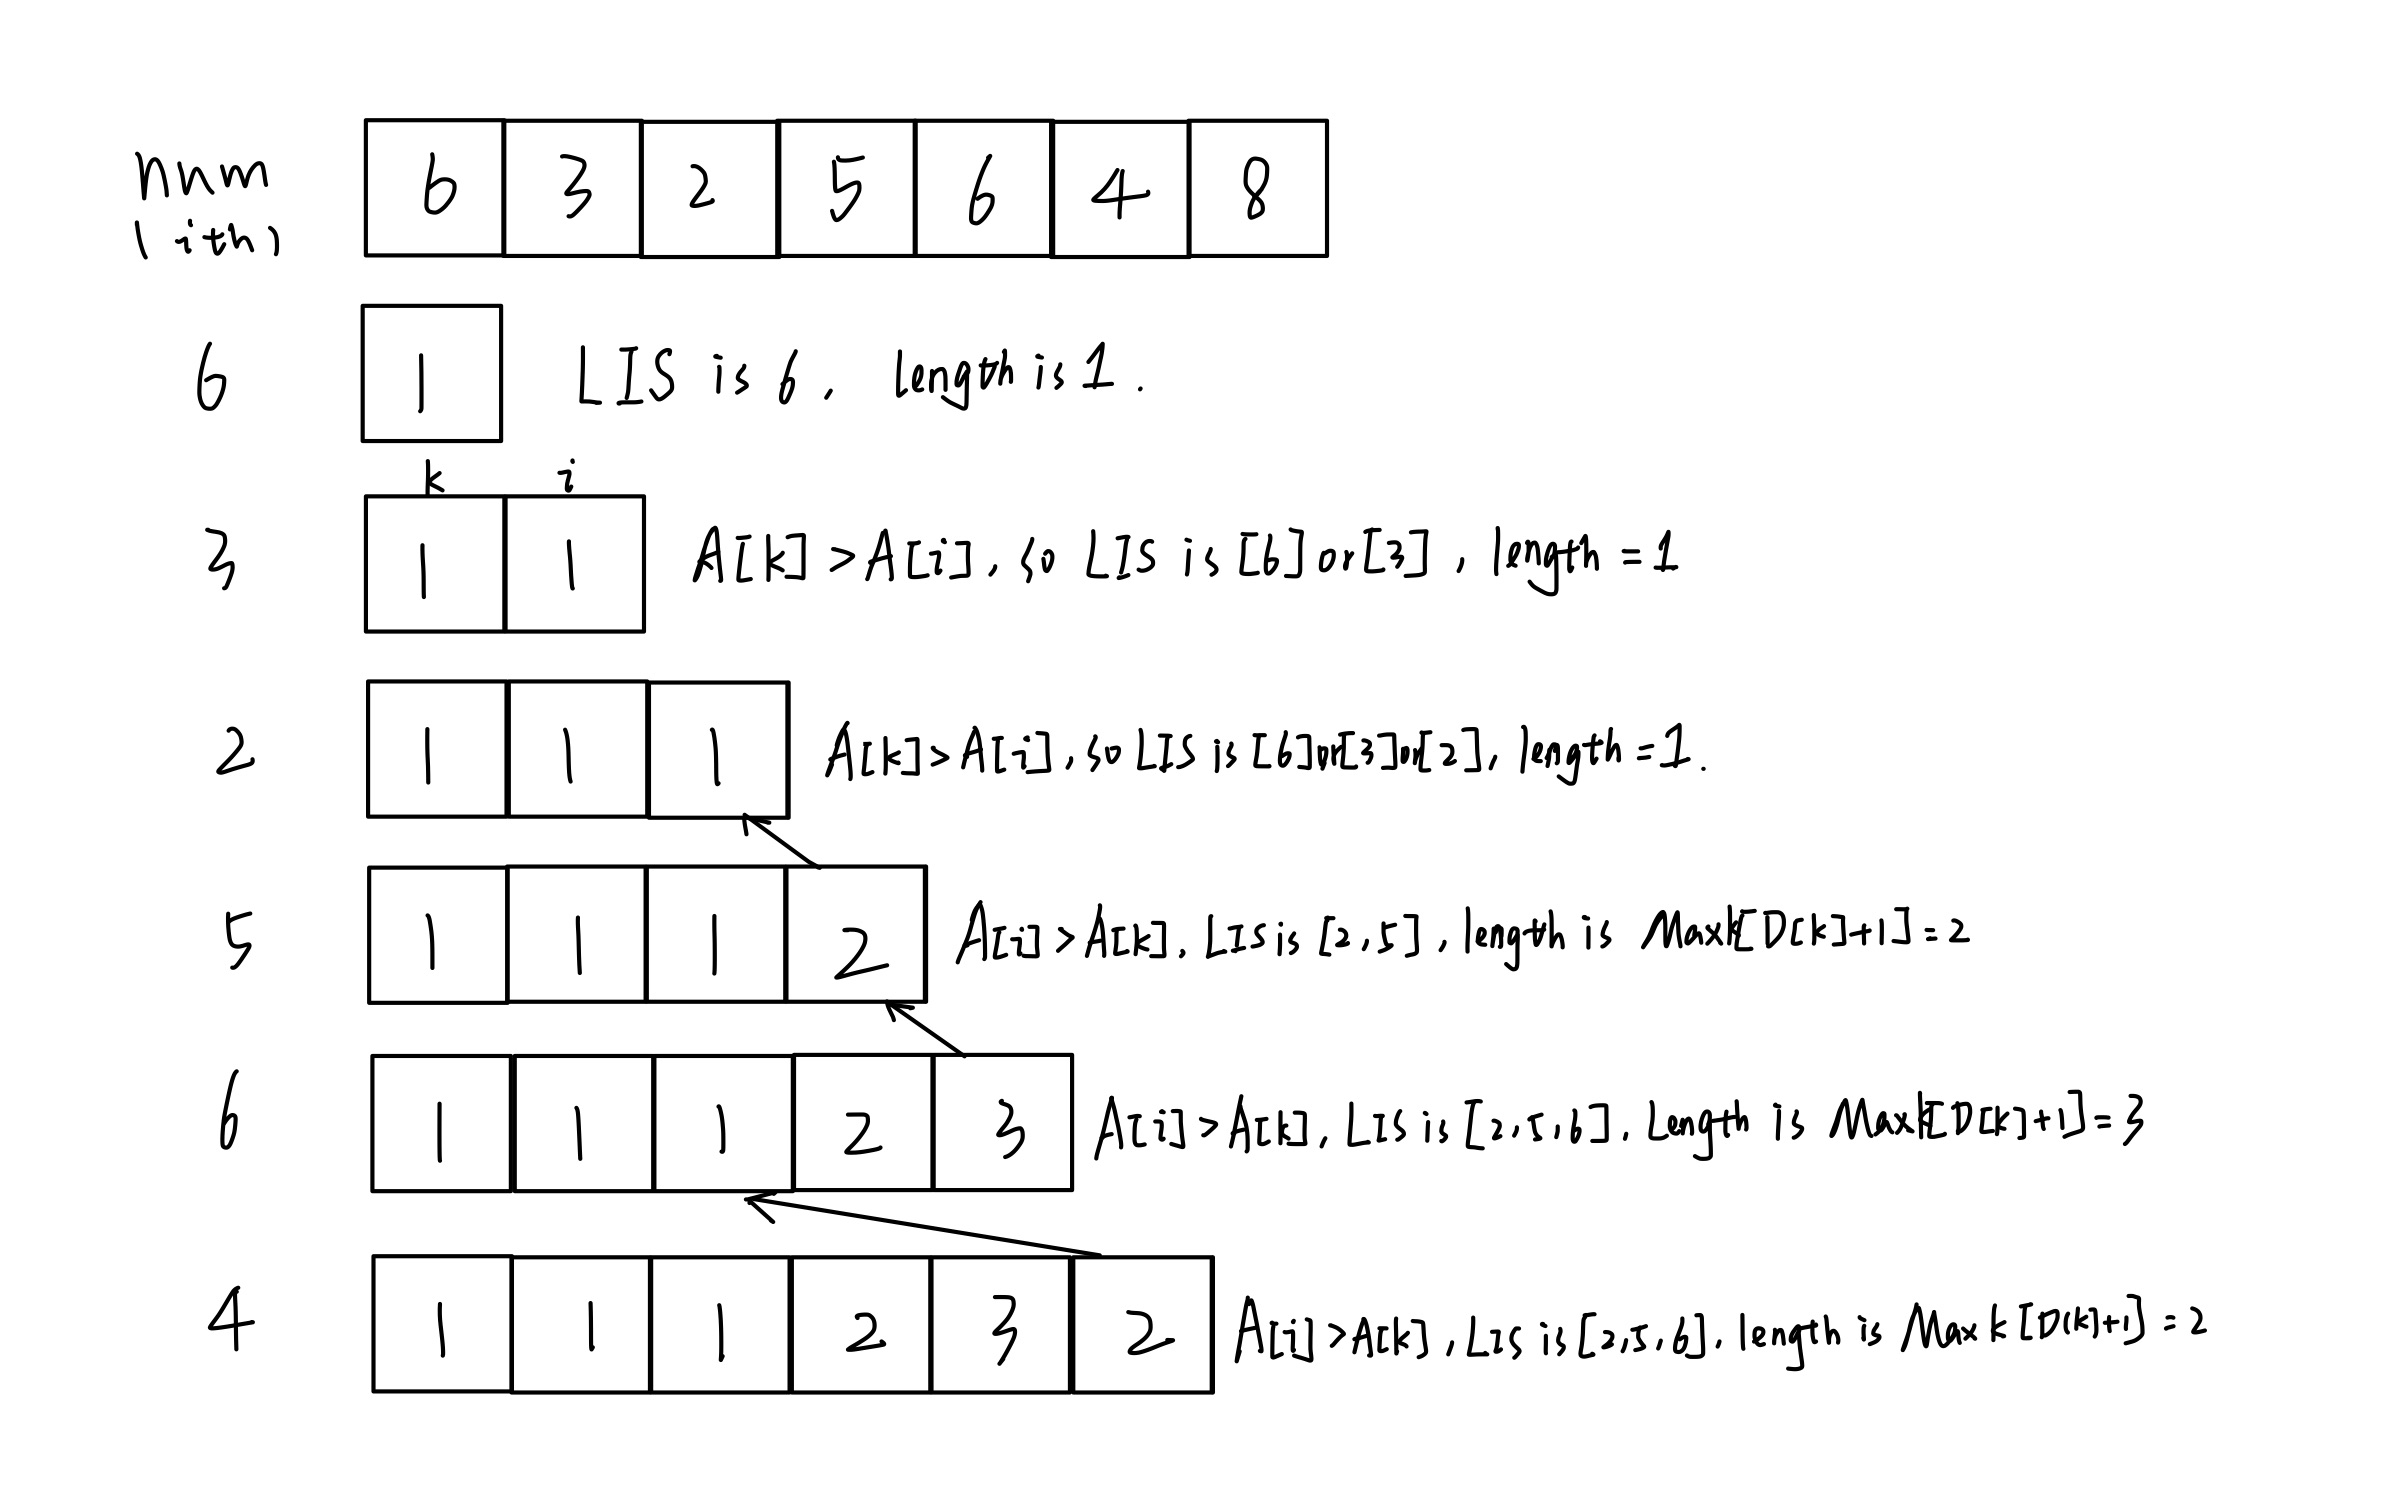 num 6 3 2 5 6 4 8
( ith )
6 1 LIS is 6, length is 1.
k i
3 1 1 A[k] > A[i], so LIS is [6] or [3], length = 1
2 1 1 1 A[k] > A[i], so LIS is [6] or [3] or [2], length = 1.
5 1 1 1 2 A[i] > A[k], LIS is [2,5], length is Maxk[D[k]+1] = 2
6 1 1 1 2 3 A[i] > A[k], LIS is [2,5,6], length is Maxk[D[k]+1] = 3
4 1 1 1 2 3 2 A[i] > A[k], LIS is [2,5,6], length is Maxk[D[k]+1] = 2